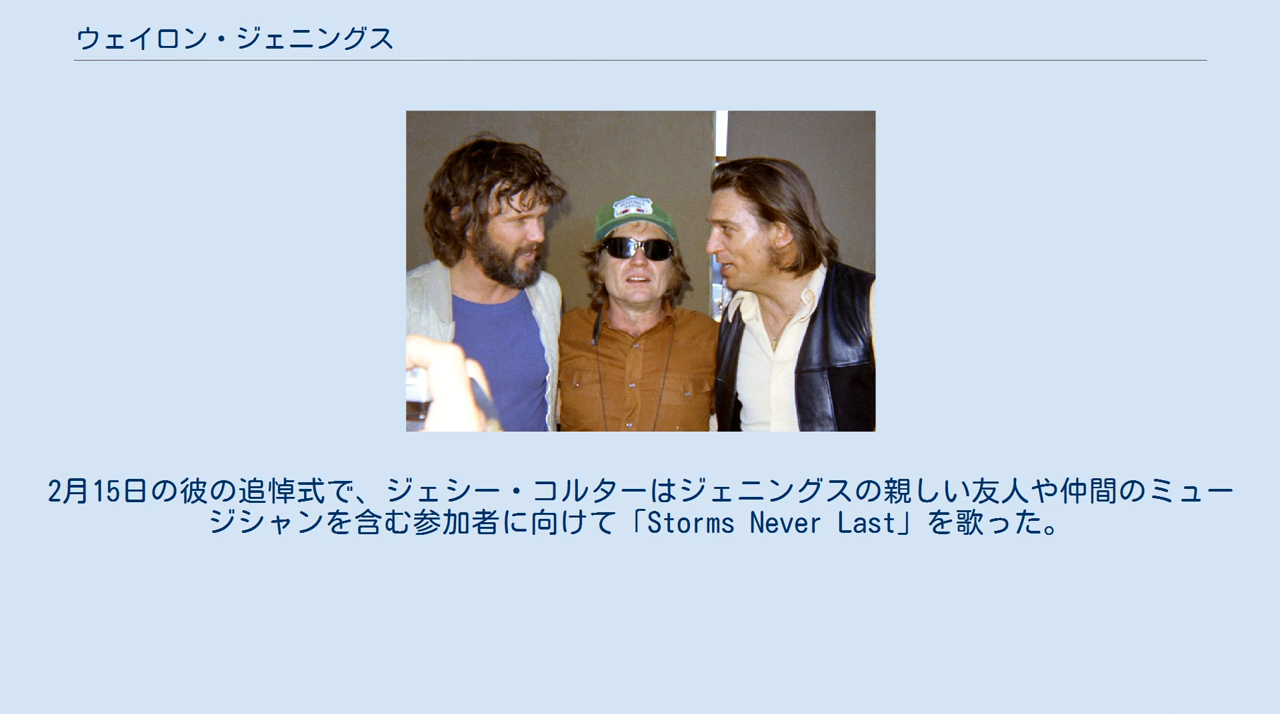 ウェイロン・ジェニングス
2月15日の彼の追悼式で、ジェシー・コルターはジェニングスの親しい友人や仲間のミュー
ジシャンを含む参加者に向けて「Storms Never Last」を歌った。